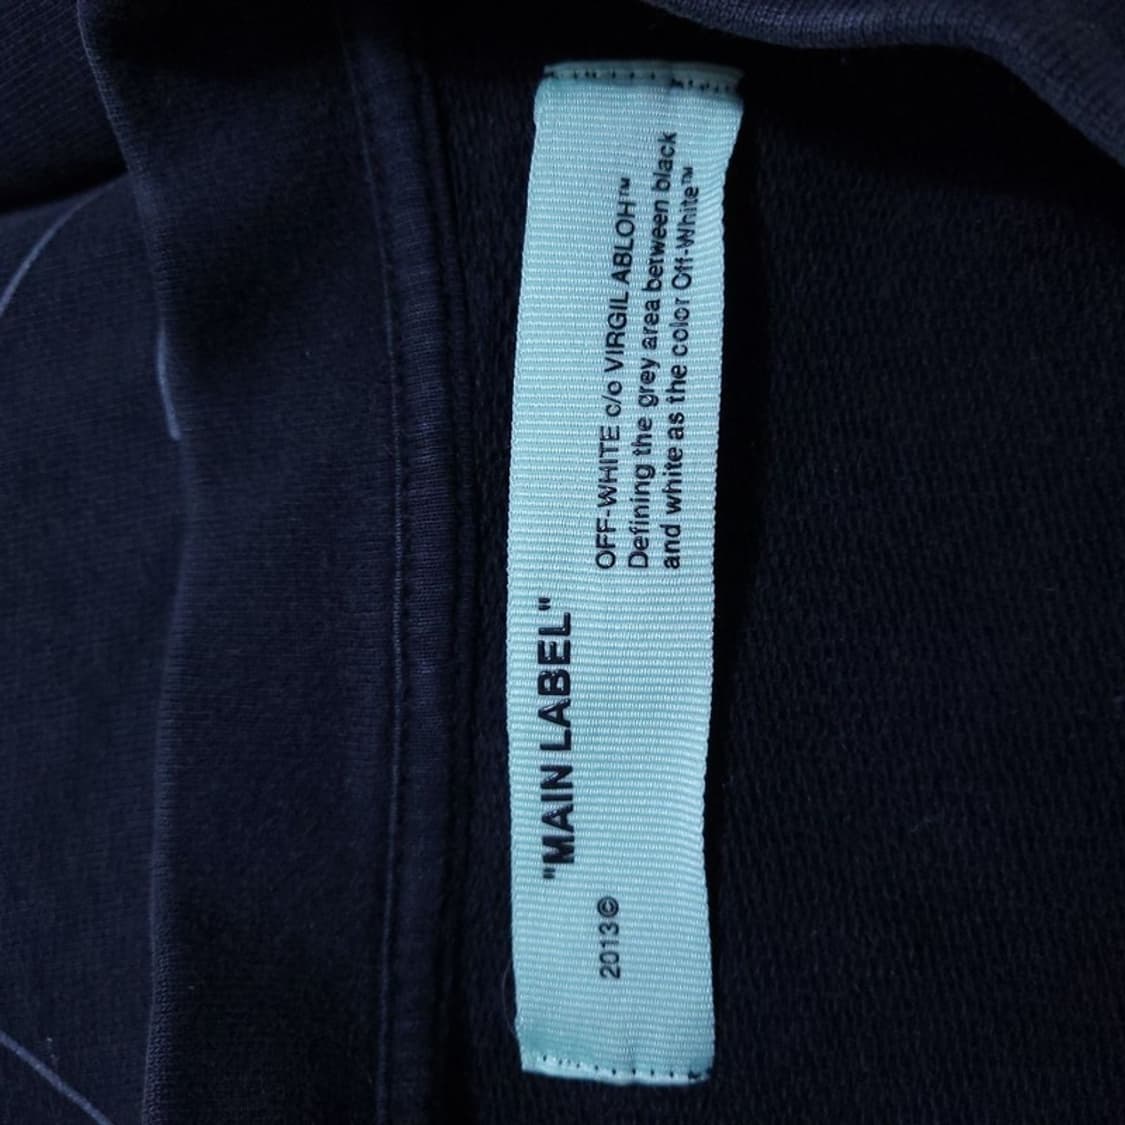 "MAIN LABEL"
2013©
OFF-WHITE c/o VIRGIL ABLOH™
Defining the grey area between black
and white as the color Off-White™